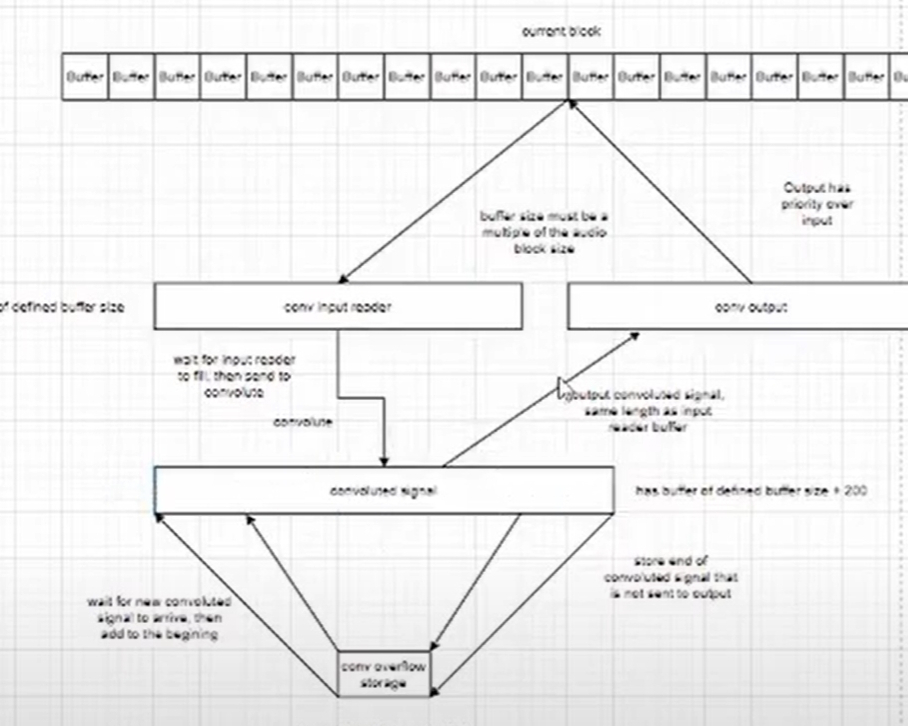 current block
Buffer Buffer Buffer Buffer Buffer Buffer Buffer Buffer Buffer Buffer Buffer Buffer Buffer Buffer Buffer Buffer Buffer Buffer Bu
Output has
priority over
input
buffer size must be a
multiple of the audio
block size
of defined buffer size
conv input reader
conv output
wait for input reader
to fill, then send to
convolute
convolute
output convoluted signal,
same length as input
reader buffer
convoluted signal
has buffer of defined buffer size + 200
store end of
convoluted signal that
is not sent to output
wait for new convoluted
signal to arrive, then
add to the begining
conv overflow
storage